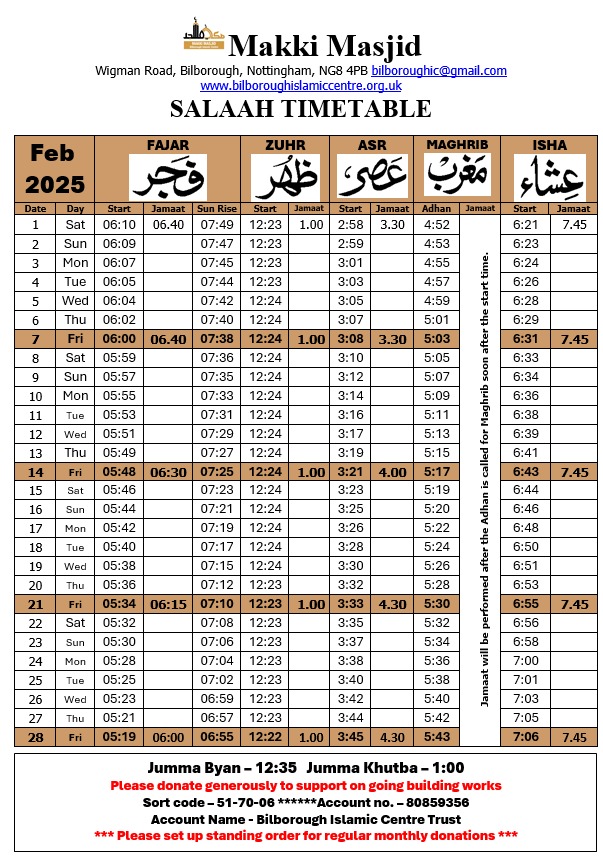 Makki Masjid
Wigman Road, Bilborough, Nottingham, NG8 4PB bilboroughic@gmail.com
www.bilboroughislamiccentre.org.uk
SALAAH TIMETABLE
Feb 2025 FAJAR ZUHR ASR MAGHRIB ISHA
فَجَر ظُهُر عَصَر مَغْرِب عِشَاء
Date Day Start Jamaat Sun Rise Start Jamaat Start Jamaat Adhan Jamaat Start Jamaat
1 Sat 06:10 06.40 07:49 12:23 1.00 2:58 3.30 4:52 6:21 7.45
2 Sun 06:09 07:47 12:23 2:59 4:53 6:23
3 Mon 06:07 07:45 12:23 3:01 4:55 6:24
4 Tue 06:05 07:44 12:23 3:03 4:57 6:26
5 Wed 06:04 07:42 12:24 3:05 4:59 6:28
6 Thu 06:02 07:40 12:24 3:07 5:01 6:29
7 Fri 06:00 06.40 07:38 12:24 1.00 3:08 3.30 5:03 6:31 7.45
8 Sat 05:59 07:36 12:24 3:10 5:05 6:33
9 Sun 05:57 07:35 12:24 3:12 5:07 6:34
10 Mon 05:55 07:33 12:24 3:14 5:09 6:36
11 Tue 05:53 07:31 12:24 3:16 5:11 6:38
12 Wed 05:51 07:29 12:24 3:17 5:13 6:39
13 Thu 05:49 07:27 12:24 3:19 5:15 6:41
14 Fri 05:48 06:30 07:25 12:24 1.00 3:21 4.00 5:17 6:43 7.45
15 Sat 05:46 07:23 12:24 3:23 5:19 6:44
16 Sun 05:44 07:21 12:24 3:25 5:20 6:46
17 Mon 05:42 07:19 12:24 3:26 5:22 6:48
18 Tue 05:40 07:17 12:24 3:28 5:24 6:50
19 Wed 05:38 07:15 12:24 3:30 5:26 6:51
20 Thu 05:36 07:12 12:24 3:32 5:28 6:53
21 Fri 05:34 06:15 07:10 12:23 1.00 3:33 4.30 5:30 6:55 7.45
22 Sat 05:32 07:08 12:23 3:35 5:32 6:56
23 Sun 05:30 07:06 12:23 3:35 5:34 6:58
24 Mon 05:28 07:04 12:23 3:38 5:36 7:00
25 Tue 05:25 07:02 12:23 3:40 5:38 7:01
26 Wed 05:23 06:59 12:23 3:42 5:40 7:03
27 Thu 05:21 06:57 12:23 3:44 5:42 7:05
28 Fri 05:19 06:00 06:55 12:22 1.00 3:45 4.30 5:43 7:06 7.45
Jamaat will be performed after the Adhan is called for Maghrib soon after the start time.
Jumma Byan – 12:35 Jumma Khutba – 1:00
Please donate generously to support on going building works
Sort code – 51-70-06 ******Account no. – 80859356
Account Name - Bilborough Islamic Centre Trust
*** Please set up standing order for regular monthly donations ***